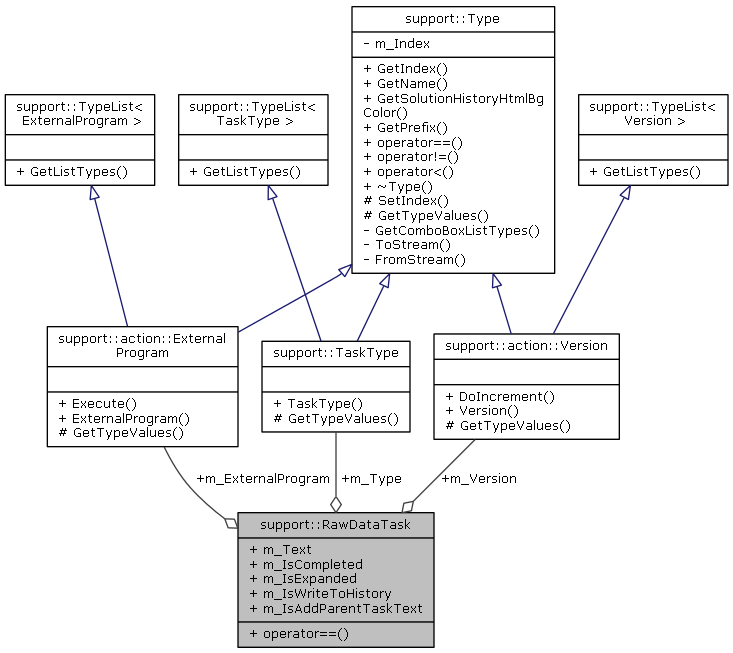 support::Type
- m_Index
+ GetIndex()
+ GetName()
+ GetSolutionHistoryHtmlBg
Color()
+ GetPrefix()
+ operator==()
+ operator!=()
+ operator<()
+ ~Type()
# SetIndex()
# GetTypeValues()
- GetComboBoxListTypes()
- ToStream()
- FromStream()
support::TypeList<
ExternalProgram >
+ GetListTypes()
support::TypeList<
TaskType >
+ GetListTypes()
support::TypeList<
Version >
+ GetListTypes()
support::action::External
Program
+ Execute()
+ ExternalProgram()
# GetTypeValues()
support::TaskType
+ TaskType()
# GetTypeValues()
support::action::Version
+ DoIncrement()
+ Version()
# GetTypeValues()
+m_ExternalProgram
+m_Type
+m_Version
support::RawDataTask
+ m_Text
+ m_IsCompleted
+ m_IsExpanded
+ m_IsWriteToHistory
+ m_IsAddParentTaskText
+ operator==()